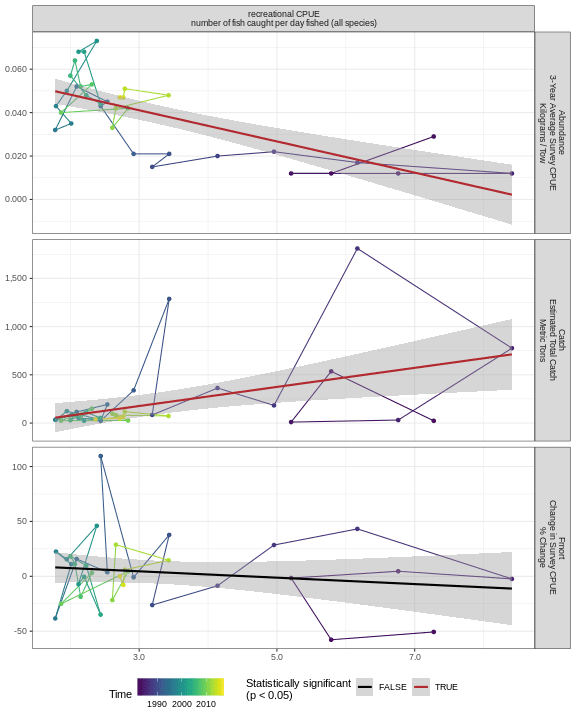 recreational CPUE
number of fish caught per day fished (all species)
0.060
0.040
0.020
0.000
Abundance
3-Year Average Survey CPUE
Kilograms / Tow
1,500
1,000
500
0
Catch
Estimated Total Catch
Metric Tons
100
50
0
-50
Fmort
Change in Survey CPUE
% Change
3.0 5.0 7.0
Time
1990 2000 2010
Statistically significant
(p < 0.05)
FALSE TRUE